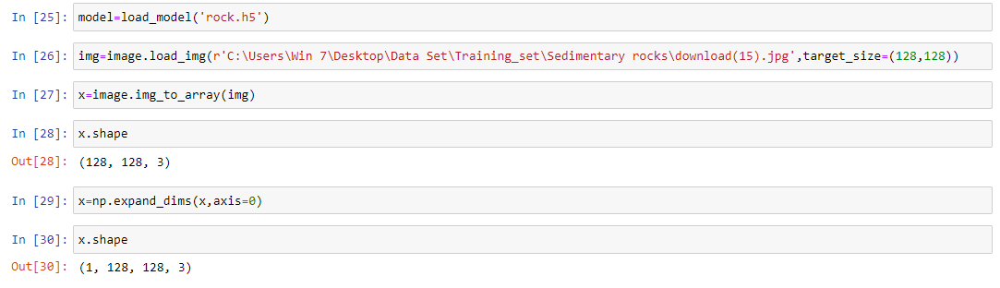 In [25]: model=load_model('rock.h5')
In [26]: img=image.load_img(r'C:\Users\Win 7\Desktop\Data Set\Training_set\Sedimentary rocks\download(15).jpg',target_size=(128,128))
In [27]: x=image.img_to_array(img)
In [28]: x.shape
Out[28]: (128, 128, 3)
In [29]: x=np.expand_dims(x,axis=0)
In [30]: x.shape
Out[30]: (1, 128, 128, 3)